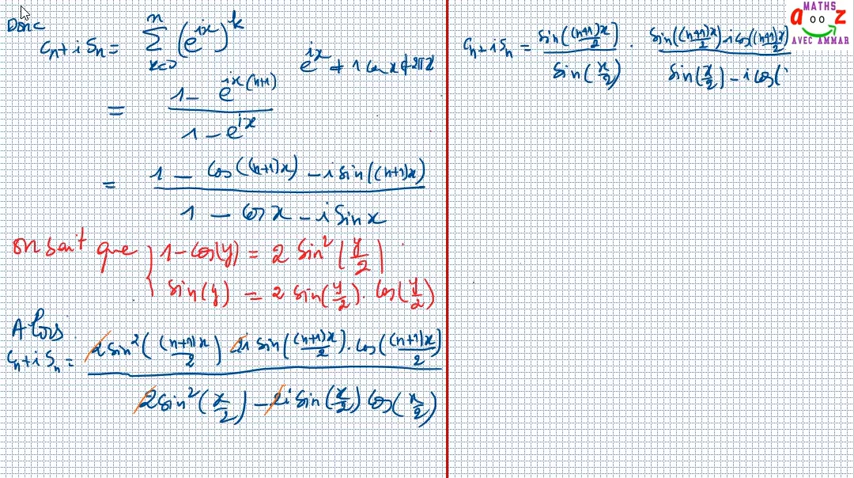 Donc
Cn + i Sn = Σ_{k=0}^{n} (e^{ix})^k
e^{ix} ≠ 1 car x ≠ 2πZ
= (1 - e^{ix(n+1)}) / (1 - e^{ix})
= (1 - cos((n+1)x) - i sin((n+1)x)) / (1 - cos x - i sin x)
on sait que { 1 - cos(y) = 2 sin²(y/2)
sin(y) = 2 sin(y/2) . cos(y/2)
Alors
Cn + i Sn = (2 sin²((n+1)x/2) 2i sin((n+1)x/2) . cos((n+1)x/2)) / (2 sin²(x/2) - 2i sin(x/2) cos(x/2))
Cn + i Sn = sin((n+1)x/2) / sin(x/2) . (sin((n+1)x/2) - i cos((n+1)x/2)) / (sin(x/2) - i cos(
MATHS
a oo z
AVEC AMMAR